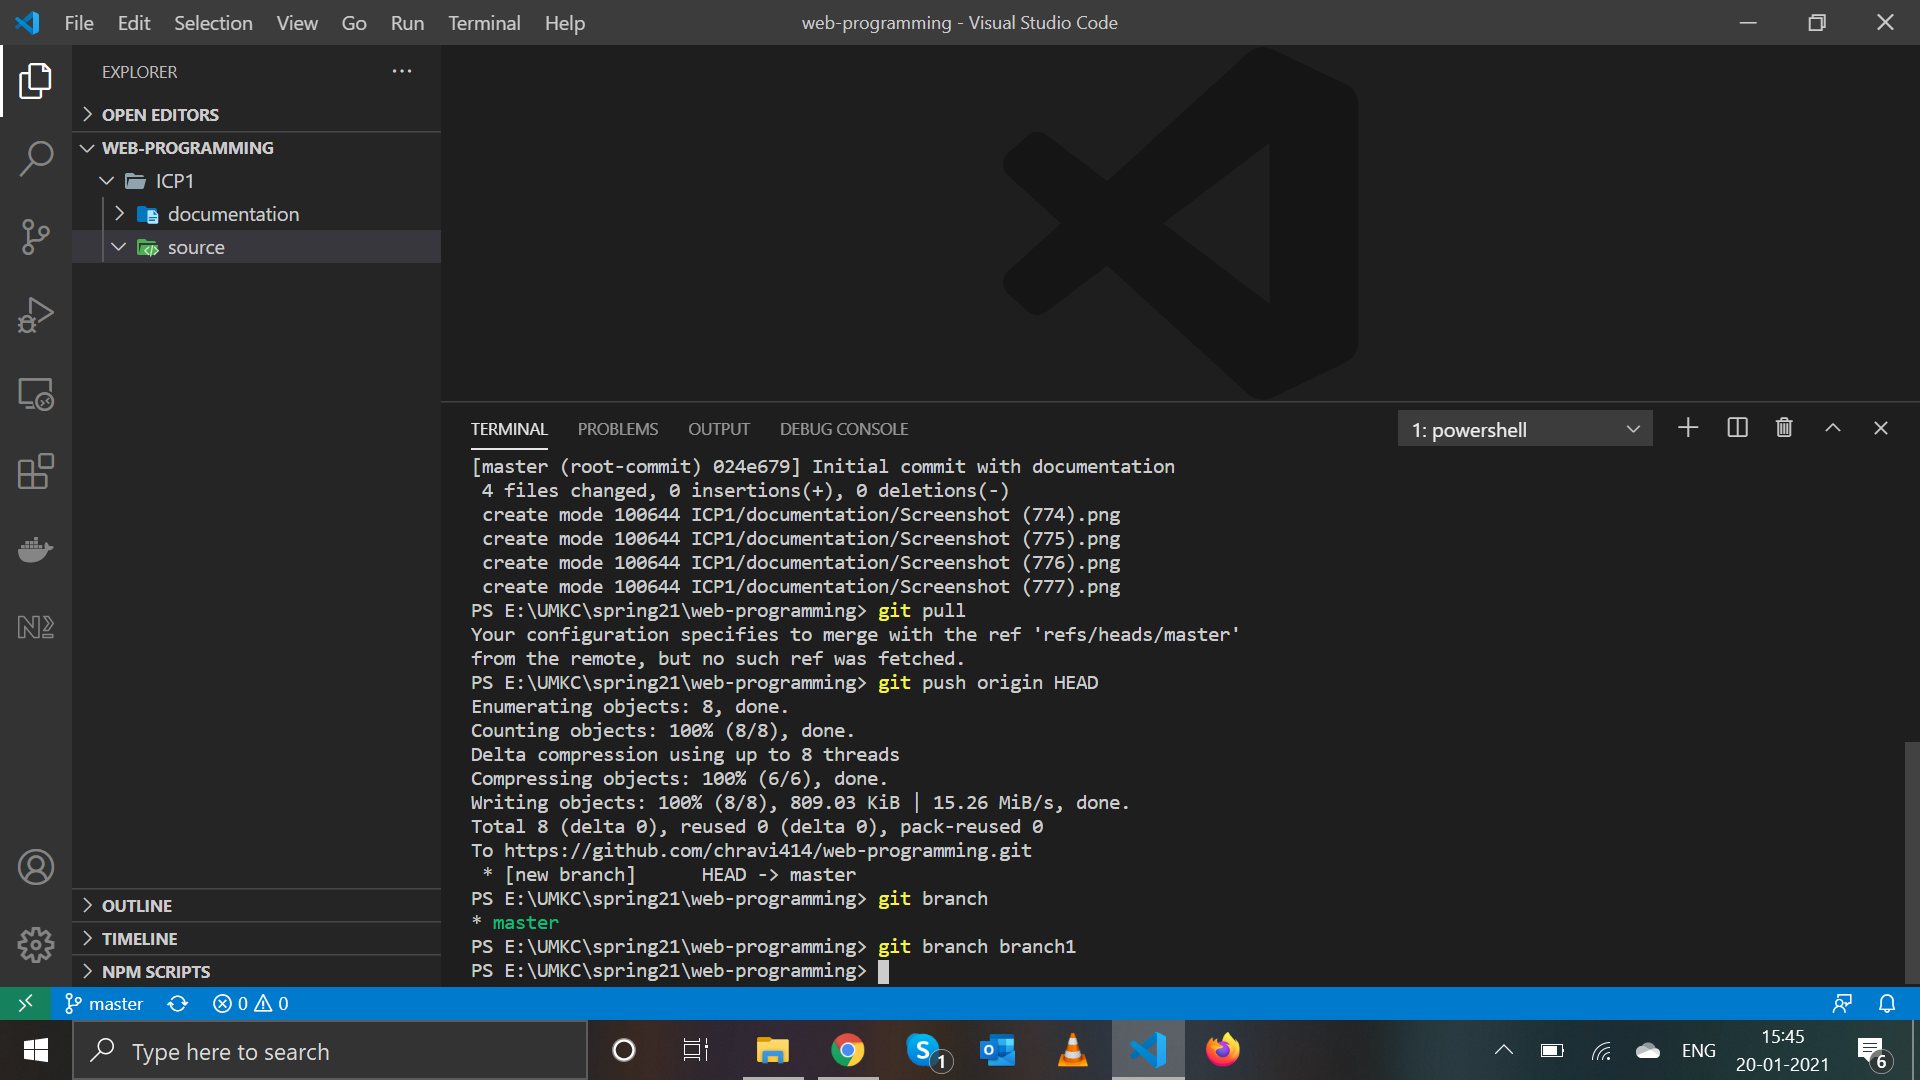 File Edit Selection View Go Run Terminal Help
web-programming - Visual Studio Code
EXPLORER
OPEN EDITORS
WEB-PROGRAMMING
ICP1
documentation
source
OUTLINE
TIMELINE
NPM SCRIPTS
TERMINAL PROBLEMS OUTPUT DEBUG CONSOLE
1: powershell
[master (root-commit) 024e679] Initial commit with documentation
4 files changed, 0 insertions(+), 0 deletions(-)
create mode 100644 ICP1/documentation/Screenshot (774).png
create mode 100644 ICP1/documentation/Screenshot (775).png
create mode 100644 ICP1/documentation/Screenshot (776).png
create mode 100644 ICP1/documentation/Screenshot (777).png
PS E:\UMKC\spring21\web-programming> git pull
Your configuration specifies to merge with the ref 'refs/heads/master'
from the remote, but no such ref was fetched.
PS E:\UMKC\spring21\web-programming> git push origin HEAD
Enumerating objects: 8, done.
Counting objects: 100% (8/8), done.
Delta compression using up to 8 threads
Compressing objects: 100% (6/6), done.
Writing objects: 100% (8/8), 809.03 KiB | 15.26 MiB/s, done.
Total 8 (delta 0), reused 0 (delta 0), pack-reused 0
To https://github.com/chravi414/web-programming.git
* [new branch] HEAD -> master
PS E:\UMKC\spring21\web-programming> git branch
* master
PS E:\UMKC\spring21\web-programming> git branch branch1
PS E:\UMKC\spring21\web-programming>
master 0 0
Type here to search
S 1
ENG
15:45
20-01-2021
6